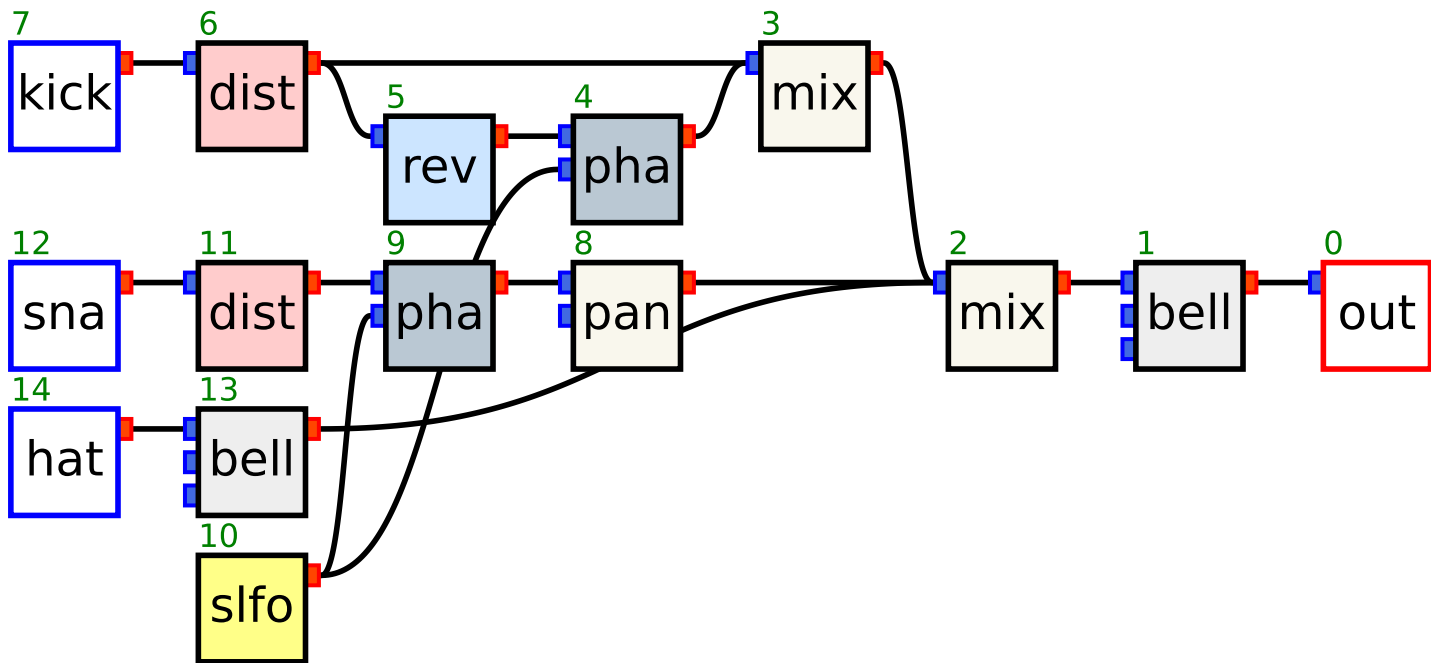 7 6 3
kick dist mix
5 4
rev pha
12 11 9 8 2 1 0
sna dist pha pan mix bell out
14 13
hat bell
10
slfo